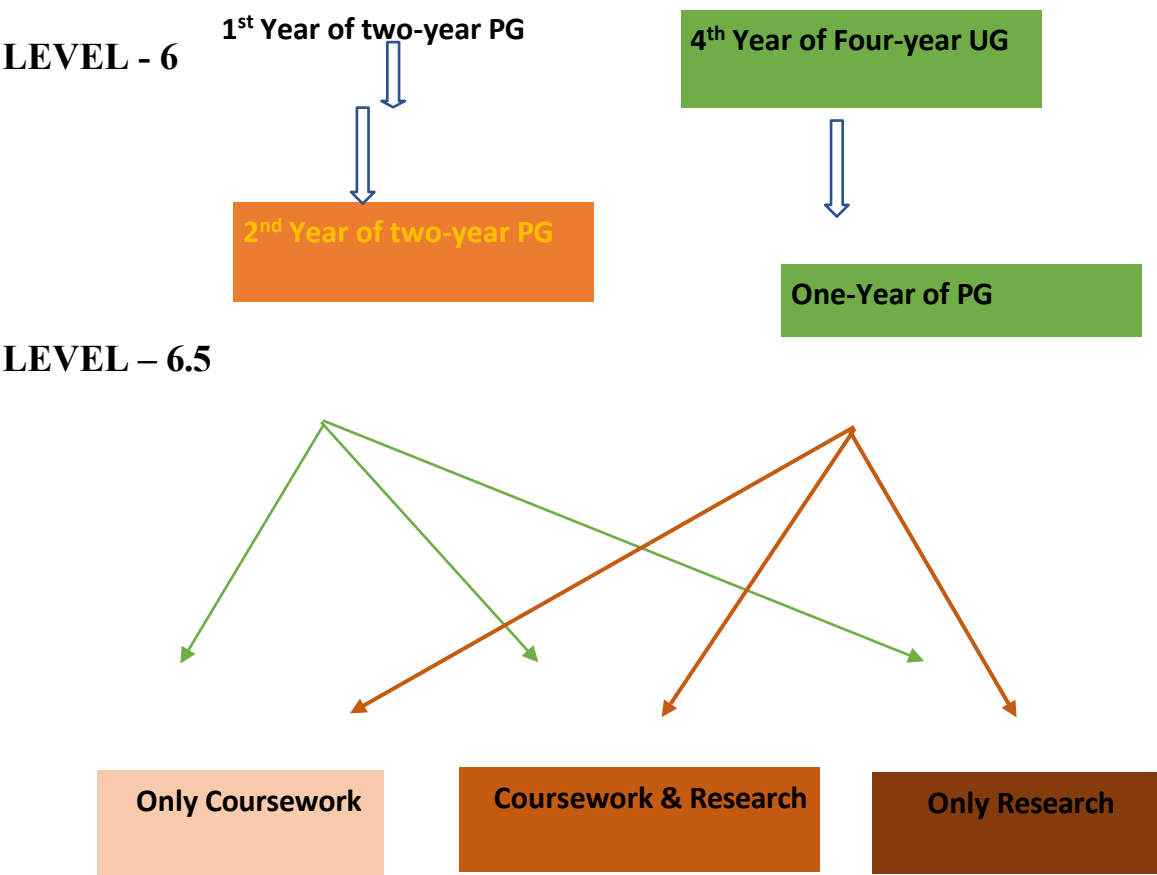 1st Year of two-year PG
4th Year of Four-year UG
LEVEL - 6
2nd Year of two-year PG
One-Year of PG
LEVEL – 6.5
Only Coursework
Coursework & Research
Only Research